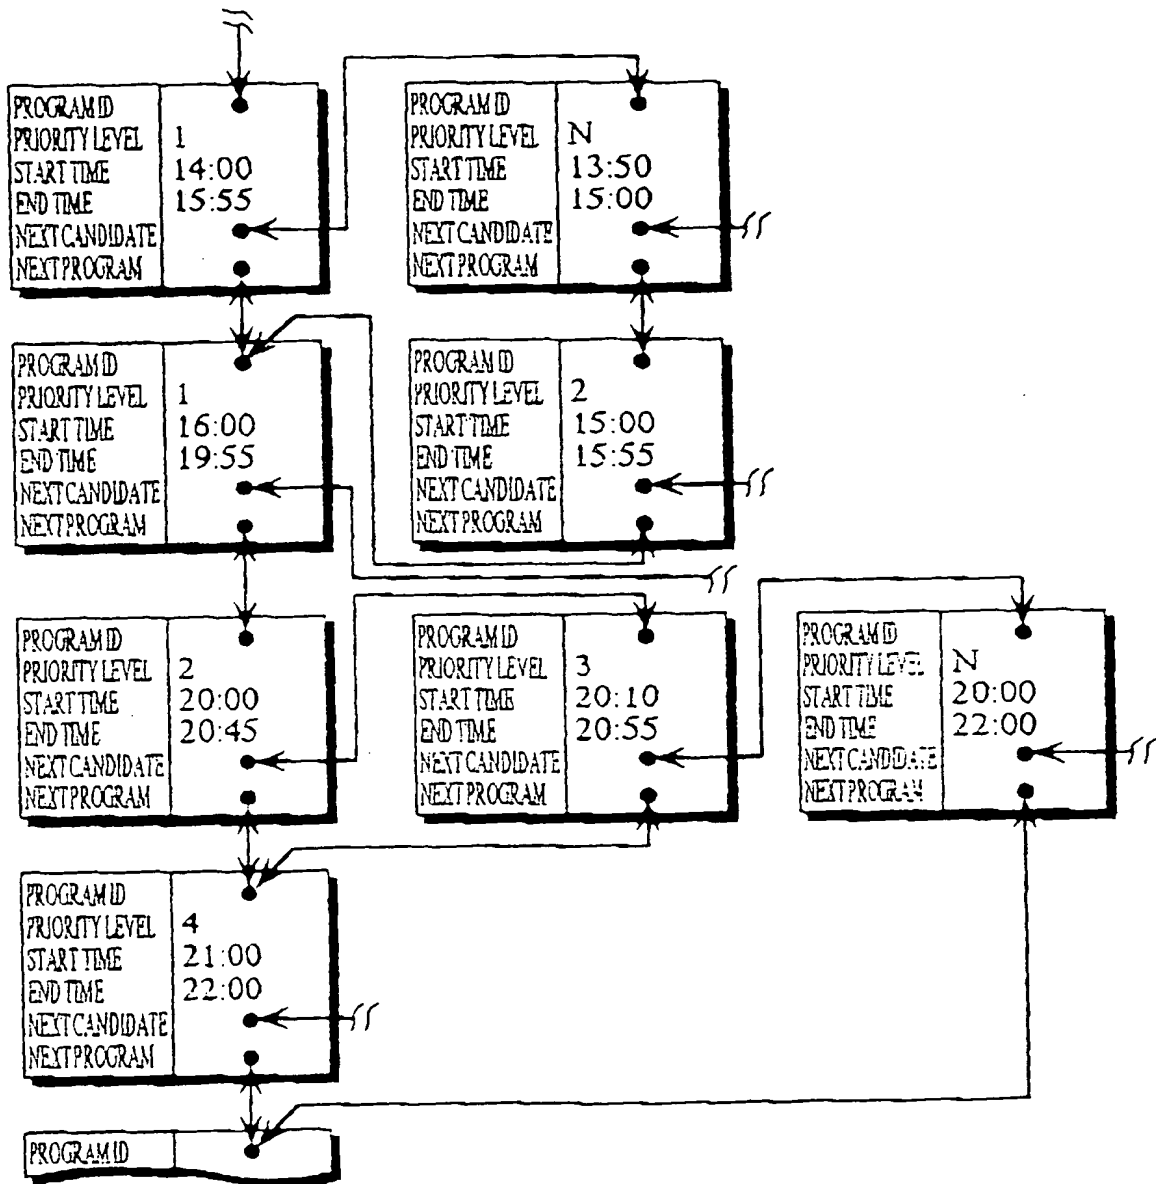 PROGRAM ID
PRIORITY LEVEL 1
START TIME 14:00
END TIME 15:55
NEXT CANDIDATE
NEXT PROGRAM
PROGRAM ID
PRIORITY LEVEL N
START TIME 13:50
END TIME 15:00
NEXT CANDIDATE
NEXT PROGRAM
PROGRAM ID
PRIORITY LEVEL 1
START TIME 16:00
END TIME 19:55
NEXT CANDIDATE
NEXT PROGRAM
PROGRAM ID
PRIORITY LEVEL 2
START TIME 15:00
END TIME 15:55
NEXT CANDIDATE
NEXT PROGRAM
PROGRAM ID
PRIORITY LEVEL 2
START TIME 20:00
END TIME 20:45
NEXT CANDIDATE
NEXT PROGRAM
PROGRAM ID
PRIORITY LEVEL 3
START TIME 20:10
END TIME 20:55
NEXT CANDIDATE
NEXT PROGRAM
PROGRAM ID
PRIORITY LEVEL N
START TIME 20:00
END TIME 22:00
NEXT CANDIDATE
NEXT PROGRAM
PROGRAM ID
PRIORITY LEVEL 4
START TIME 21:00
END TIME 22:00
NEXT CANDIDATE
NEXT PROGRAM
PROGRAM ID